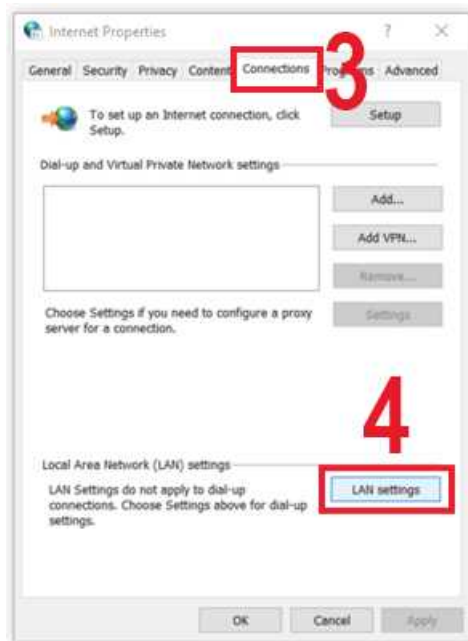 Internet Properties
? ×
General Security Privacy Content Connections Programs Advanced
3
To set up an Internet connection, click
Setup.
Setup
Dial-up and Virtual Private Network settings
Add...
Add VPN...
Remove...
Choose Settings if you need to configure a proxy
server for a connection.
Settings
4
Local Area Network (LAN) settings
LAN Settings do not apply to dial-up
connections. Choose Settings above for dial-up
settings.
LAN settings
OK Cancel Apply